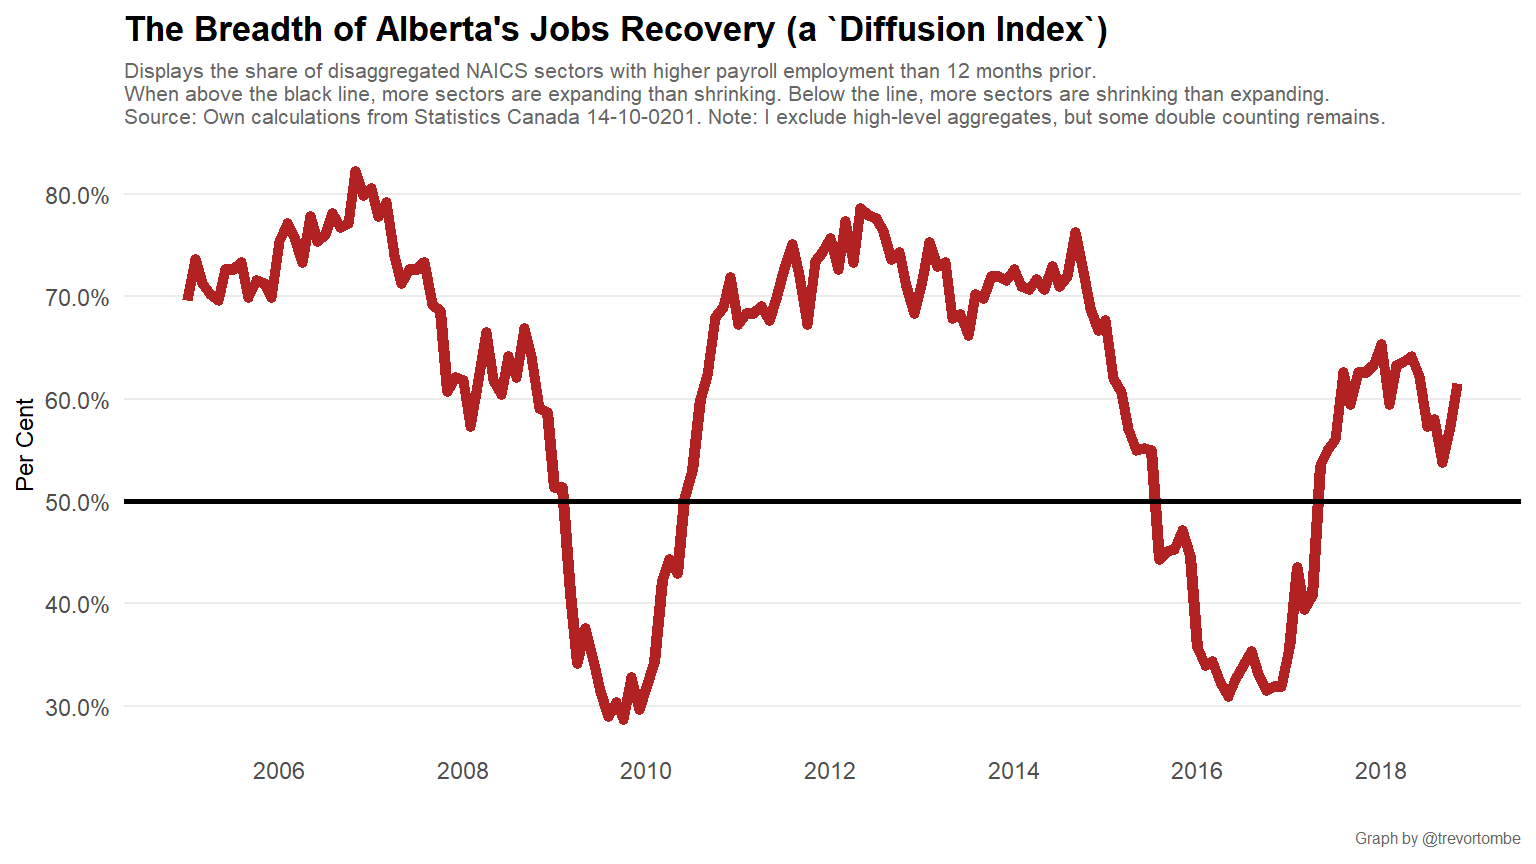 The Breadth of Alberta's Jobs Recovery (a `Diffusion Index`)
Displays the share of disaggregated NAICS sectors with higher payroll employment than 12 months prior.
When above the black line, more sectors are expanding than shrinking. Below the line, more sectors are shrinking than expanding.
Source: Own calculations from Statistics Canada 14-10-0201. Note: I exclude high-level aggregates, but some double counting remains.
Per Cent
80.0%
70.0%
60.0%
50.0%
40.0%
30.0%
2006 2008 2010 2012 2014 2016 2018
Graph by @trevortombe